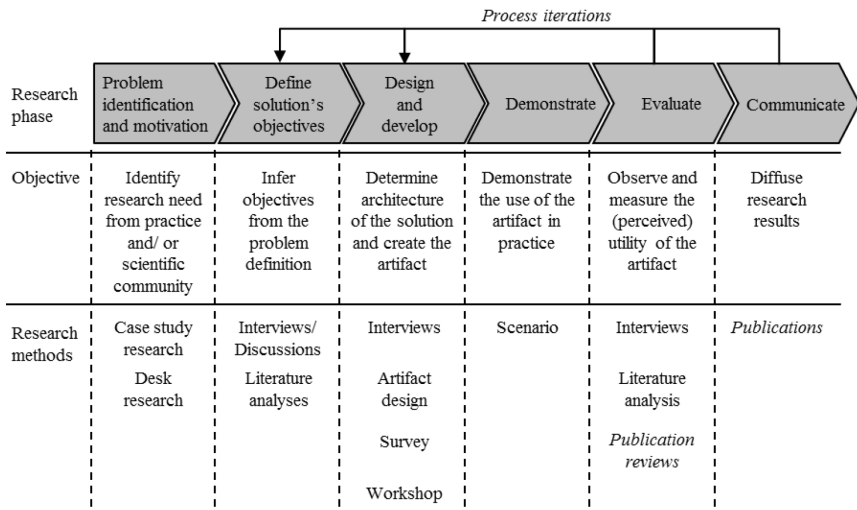 Process iterations
Research
phase
Problem
identification
and motivation
Define
solution's
objectives
Design
and
develop
Demonstrate
Evaluate
Communicate
Objective
Identify
research need
from practice
and/ or
scientific
community
Infer
objectives
from the
problem
definition
Determine
architecture
of the solution
and create the
artifact
Demonstrate
the use of the
artifact in
practice
Observe and
measure the
(perceived)
utility of the
artifact
Diffuse
research
results
Research
methods
Case study
research
Desk
research
Interviews/
Discussions
Literature
analyses
Interviews
Artifact
design
Survey
Workshop
Scenario
Interviews
Literature
analysis
Publication
reviews
Publications